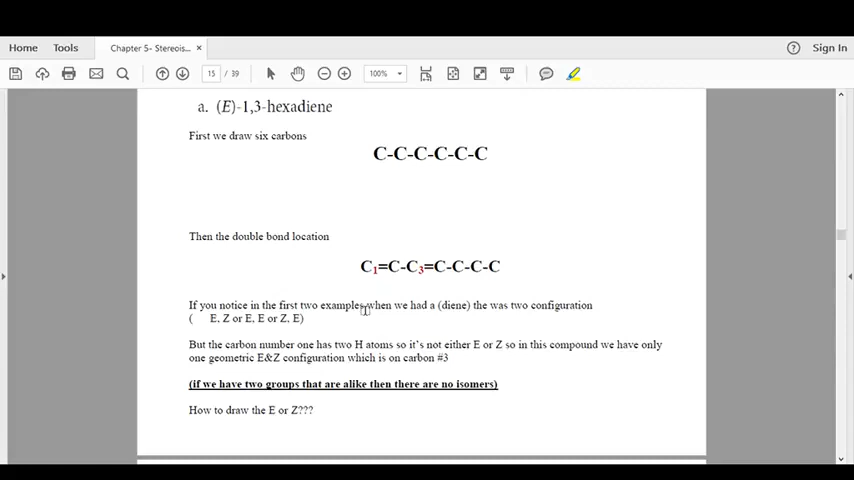 Home Tools Chapter 5- Stereois... × ? Sign In
15 / 39 100%
a. (E)-1,3-hexadiene
First we draw six carbons
C-C-C-C-C-C
Then the double bond location
C1=C-C3=C-C-C-C
If you notice in the first two examples when we had a (diene) the was two configuration
( E, Z or E, E or Z, E)
But the carbon number one has two H atoms so it's not either E or Z so in this compound we have only
one geometric E&Z configuration which is on carbon #3
(if we have two groups that are alike then there are no isomers)
How to draw the E or Z???